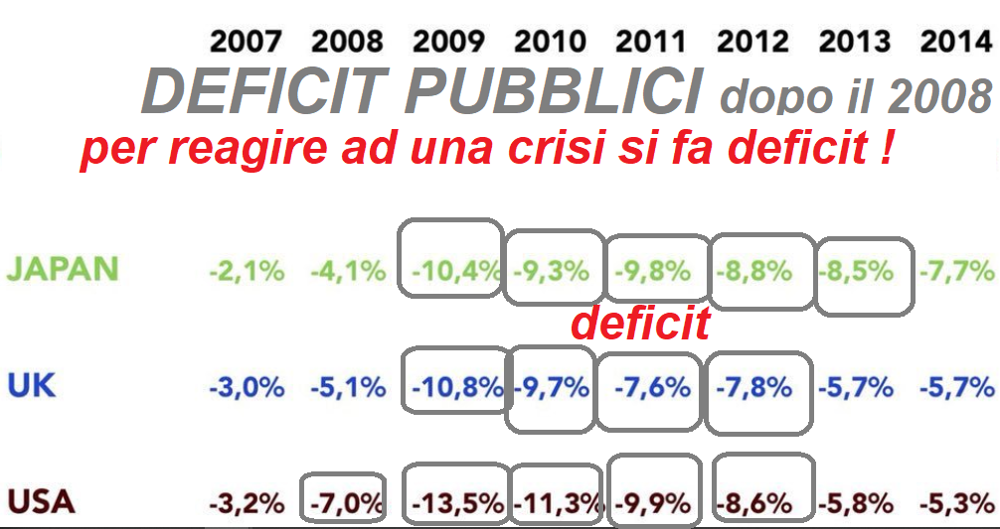 2007 2008 2009 2010 2011 2012 2013 2014
DEFICIT PUBBLICI dopo il 2008
per reagire ad una crisi si fa deficit !
JAPAN -2,1% -4,1% -10,4% -9,3% -9,8% -8,8% -8,5% -7,7%
deficit
UK -3,0% -5,1% -10,8% -9,7% -7,6% -7,8% -5,7% -5,7%
USA -3,2% -7,0% -13,5% -11,3% -9,9% -8,6% -5,8% -5,3%